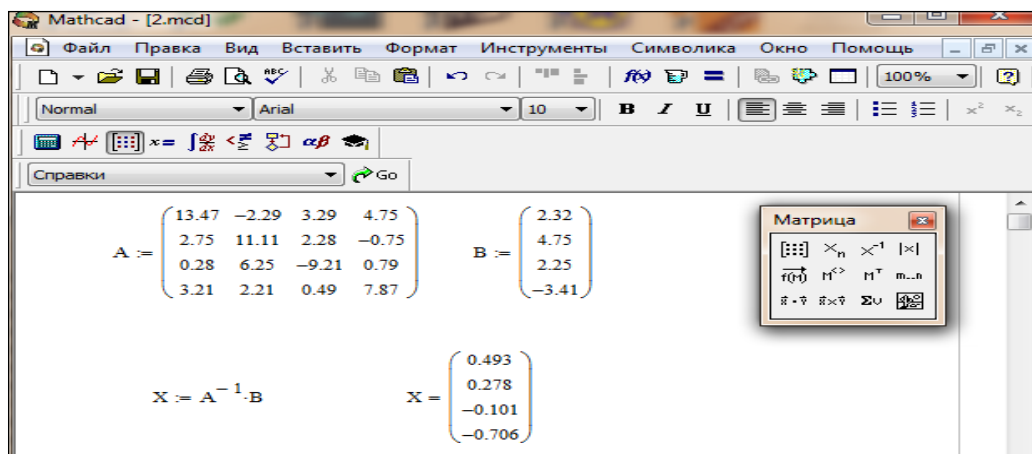 Mathcad - [2.mcd]
Файл Правка Вид Вставить Формат Инструменты Символика Окно Помощь
100%
Normal Arial 10 B I U
Справки Go
A := 13.47 −2.29 3.29 4.75
2.75 11.11 2.28 −0.75
0.28 6.25 −9.21 0.79
3.21 2.21 0.49 7.87
B := 2.32
4.75
2.25
−3.41
Матрица
X := A⁻¹·B
X = 0.493
0.278
−0.101
−0.706